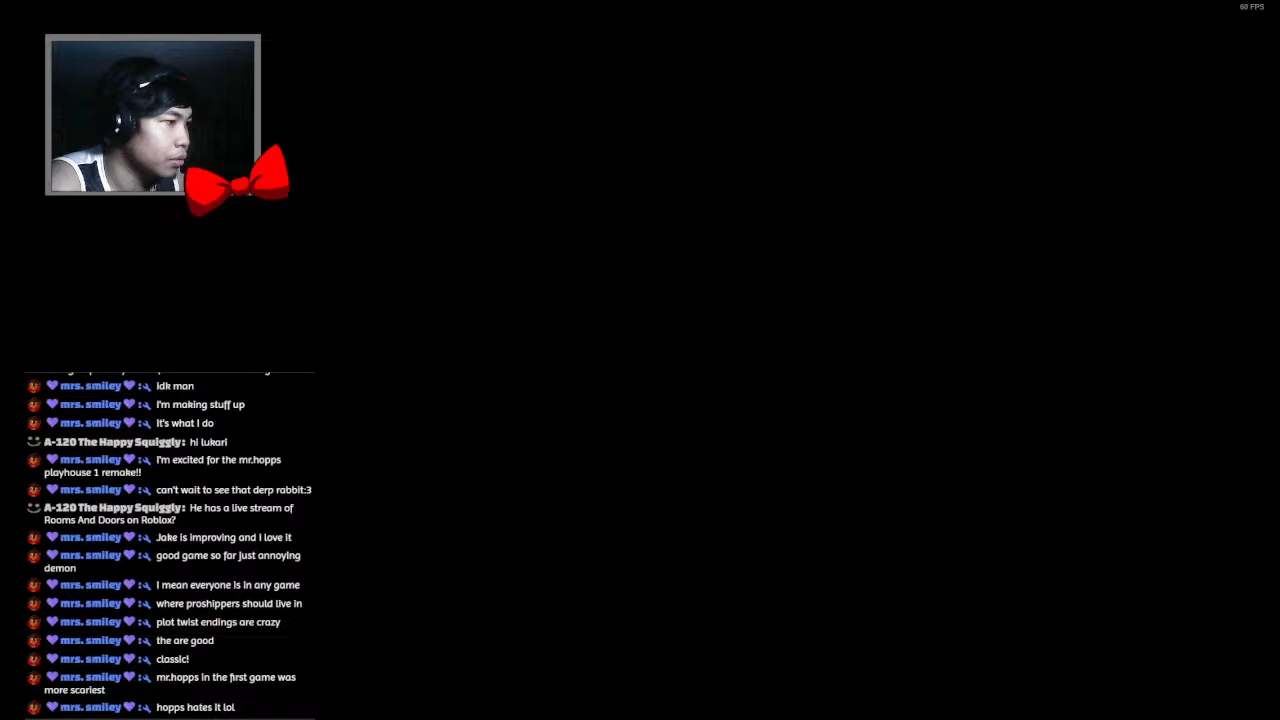 60 FPS
mrs. smiley : Idk man
mrs. smiley : I'm making stuff up
mrs. smiley : it's what I do
A-120 The Happy Squiggly : hi lukari
mrs. smiley : I'm excited for the mr.hopps
playhouse 1 remake!!
mrs. smiley : can't wait to see that derp rabbit:3
A-120 The Happy Squiggly : He has a live stream of
Rooms And Doors on Roblox?
mrs. smiley : Jake is improving and I love it
mrs. smiley : good game so far just annoying
demon
mrs. smiley : I mean everyone is in any game
mrs. smiley : where proshippers should live in
mrs. smiley : plot twist endings are crazy
mrs. smiley : the are good
mrs. smiley : classic!
mrs. smiley : mr.hopps in the first game was
more scariest
mrs. smiley : hopps hates it lol